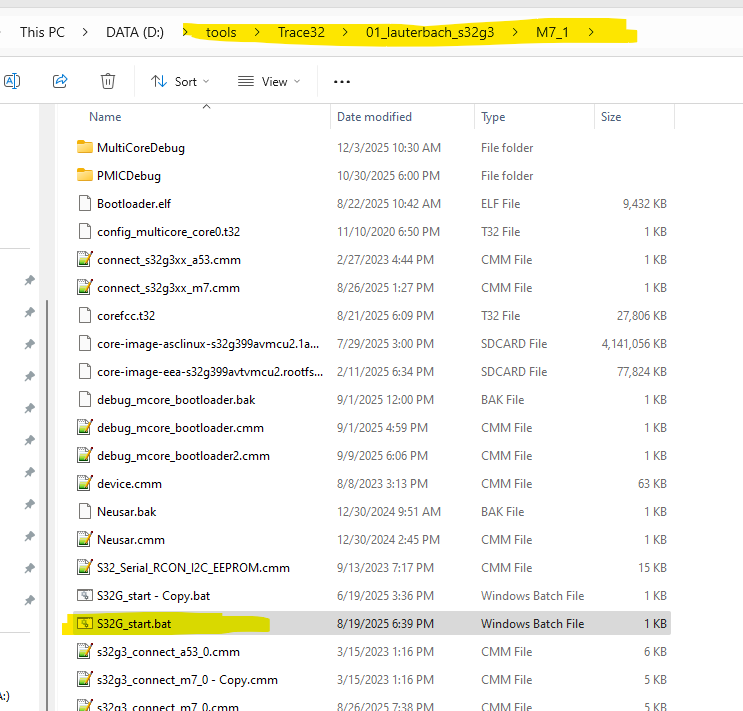 This PC > DATA (D:) > tools > Trace32 > 01_lauterbach_s32g3 > M7_1 >
Sort View ...
Name Date modified Type Size
MultiCoreDebug 12/3/2025 10:30 AM File folder
PMICDebug 10/30/2025 6:00 PM File folder
Bootloader.elf 8/22/2025 10:42 AM ELF File 9,432 KB
config_multicore_core0.t32 11/10/2020 6:50 PM T32 File 1 KB
connect_s32g3xx_a53.cmm 2/27/2023 4:44 PM CMM File 1 KB
connect_s32g3xx_m7.cmm 8/26/2025 1:27 PM CMM File 1 KB
corefcc.t32 8/21/2025 6:09 PM T32 File 27,806 KB
core-image-asclinux-s32g399avmcu2.1a... 7/29/2025 3:00 PM SDCARD File 4,141,056 KB
core-image-eea-s32g399avtvmcu2.rootfs... 2/11/2025 6:34 PM SDCARD File 77,824 KB
debug_mcore_bootloader.bak 9/1/2025 12:00 PM BAK File 1 KB
debug_mcore_bootloader.cmm 9/1/2025 4:59 PM CMM File 1 KB
debug_mcore_bootloader2.cmm 9/9/2025 6:06 PM CMM File 1 KB
device.cmm 8/8/2023 3:13 PM CMM File 63 KB
Neusar.bak 12/30/2024 9:51 AM BAK File 1 KB
Neusar.cmm 12/30/2024 2:45 PM CMM File 1 KB
S32_Serial_RCON_I2C_EEPROM.cmm 9/13/2023 7:17 PM CMM File 15 KB
S32G_start - Copy.bat 6/19/2025 3:36 PM Windows Batch File 1 KB
S32G_start.bat 8/19/2025 6:39 PM Windows Batch File 1 KB
s32g3_connect_a53_0.cmm 3/15/2023 1:16 PM CMM File 6 KB
s32g3_connect_m7_0 - Copy.cmm 3/15/2023 1:16 PM CMM File 5 KB
s32g3_connect_m7_0.cmm 8/26/2025 7:38 PM CMM File 5 KB